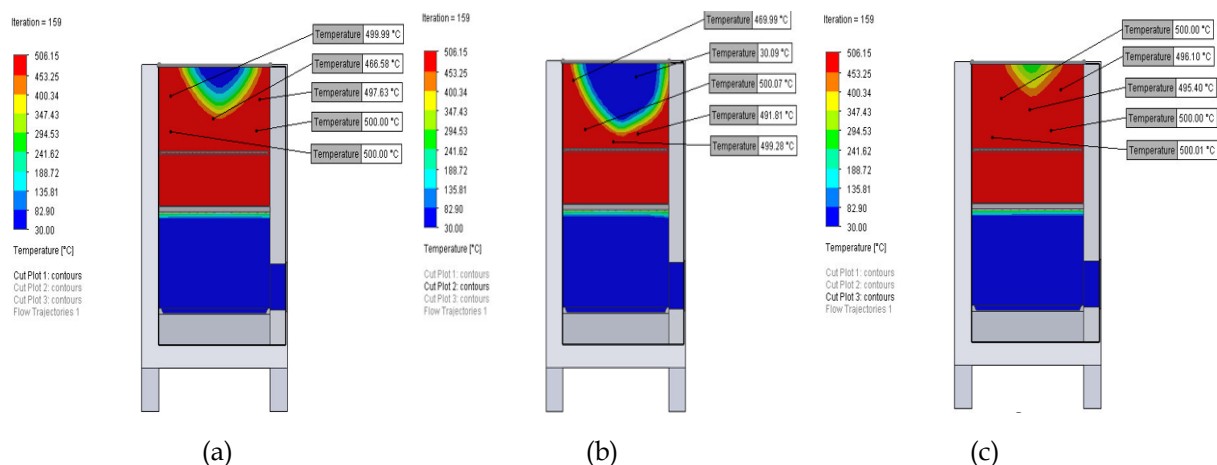 Iteration = 159
506.15
453.25
400.34
347.43
294.53
241.62
188.72
135.81
82.90
30.00
Temperature [°C]
Cut Plot 1: contours
Cut Plot 2: contours
Cut Plot 3: contours
Flow Trajectories 1
Temperature 499.99 °C
Temperature 466.58 °C
Temperature 497.63 °C
Temperature 500.00 °C
Temperature 500.00 °C
(a)
Iteration = 159
506.15
453.25
400.34
347.43
294.53
241.62
188.72
135.81
82.90
30.00
Temperature [°C]
Cut Plot 1: contours
Cut Plot 2: contours
Cut Plot 3: contours
Flow Trajectories 1
Temperature 469.99 °C
Temperature 30.09 °C
Temperature 500.07 °C
Temperature 491.81 °C
Temperature 499.28 °C
(b)
Iteration = 159
506.15
453.25
400.34
347.43
294.53
241.62
188.72
135.81
82.90
30.00
Temperature [°C]
Cut Plot 1: contours
Cut Plot 2: contours
Cut Plot 3: contours
Flow Trajectories 1
Temperature 500.00 °C
Temperature 496.10 °C
Temperature 495.40 °C
Temperature 500.00 °C
Temperature 500.01 °C
(c)